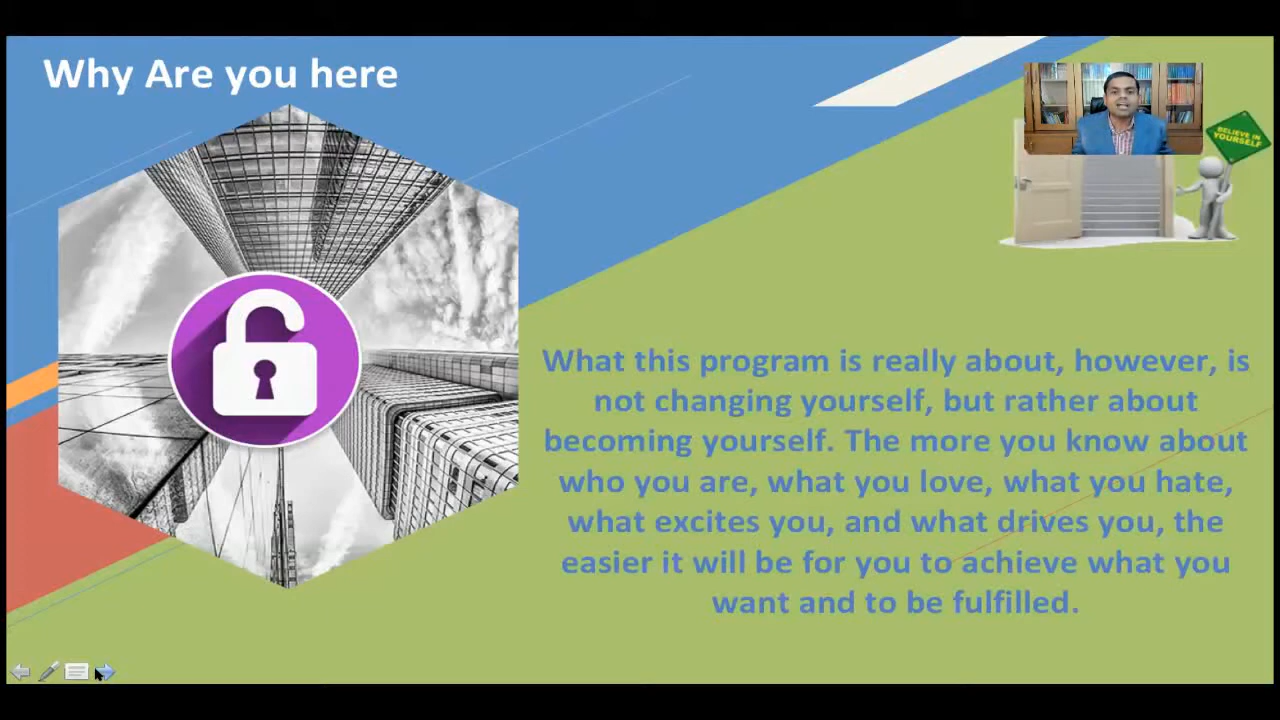 Why Are you here
BELIEVE IN
YOURSELF
What this program is really about, however, is
not changing yourself, but rather about
becoming yourself. The more you know about
who you are, what you love, what you hate,
what excites you, and what drives you, the
easier it will be for you to achieve what you
want and to be fulfilled.